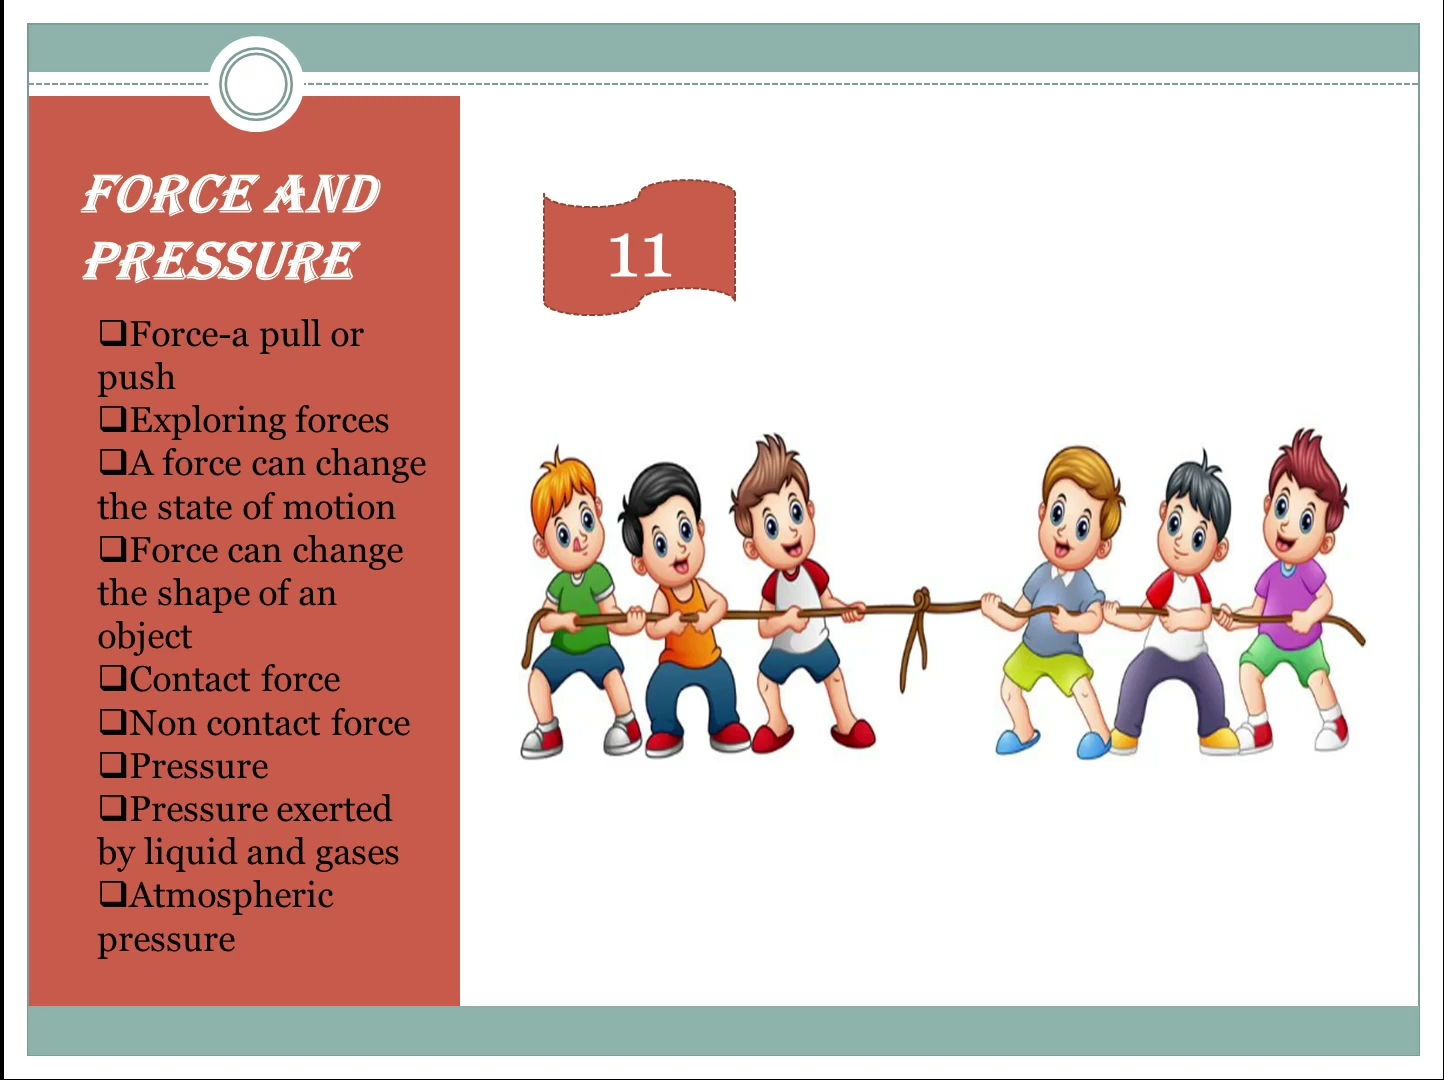 FORCE AND
PRESSURE
❑Force-a pull or
push
❑Exploring forces
❑A force can change
the state of motion
❑Force can change
the shape of an
object
❑Contact force
❑Non contact force
❑Pressure
❑Pressure exerted
by liquid and gases
❑Atmospheric
pressure
11